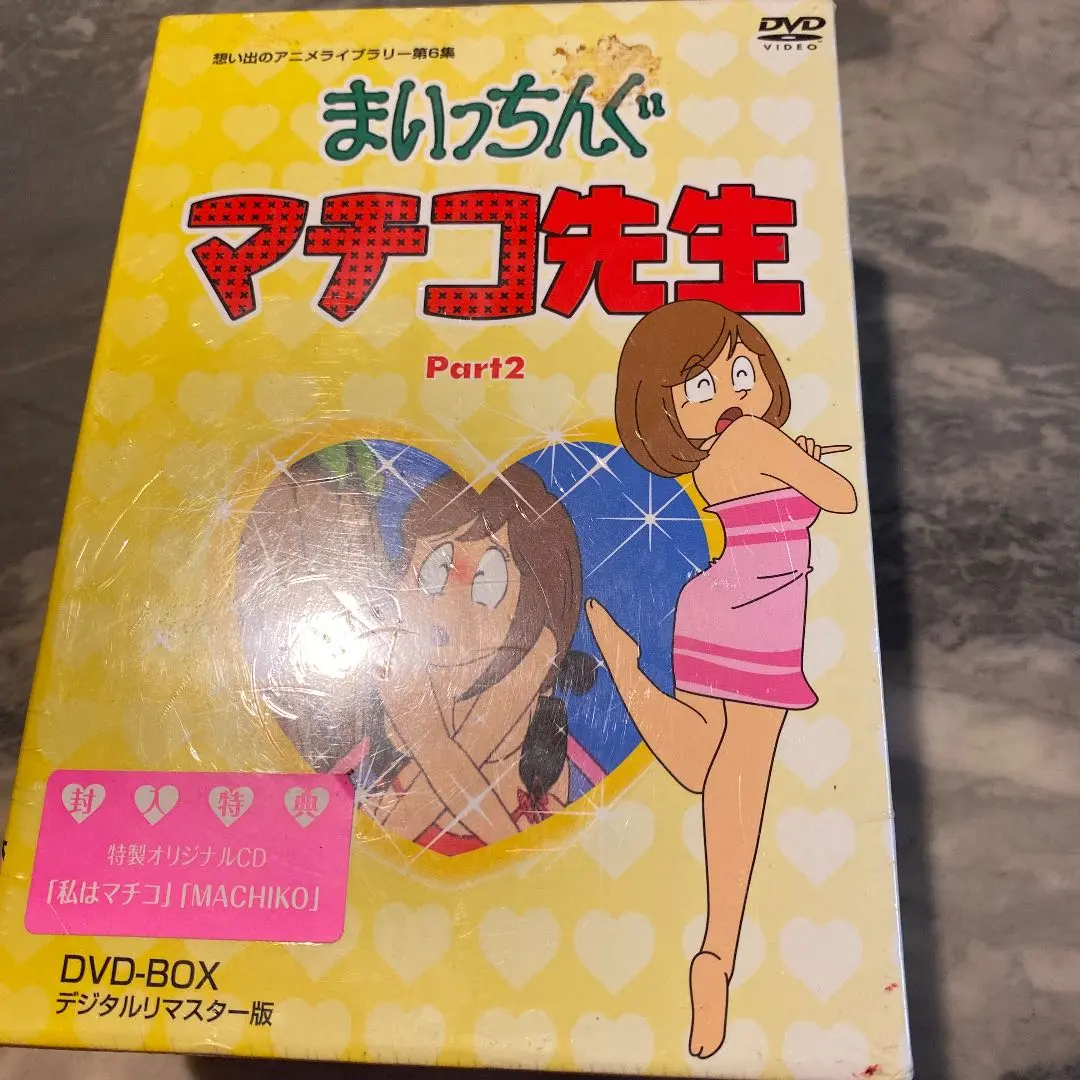 DVD
VIDEO
想い出のアニメライブラリー第6集
まいっちんぐ
マチコ先生
Part2
封入特典
特製オリジナルCD
「私はマチコ」「MACHIKO」
DVD-BOX
デジタルリマスター版